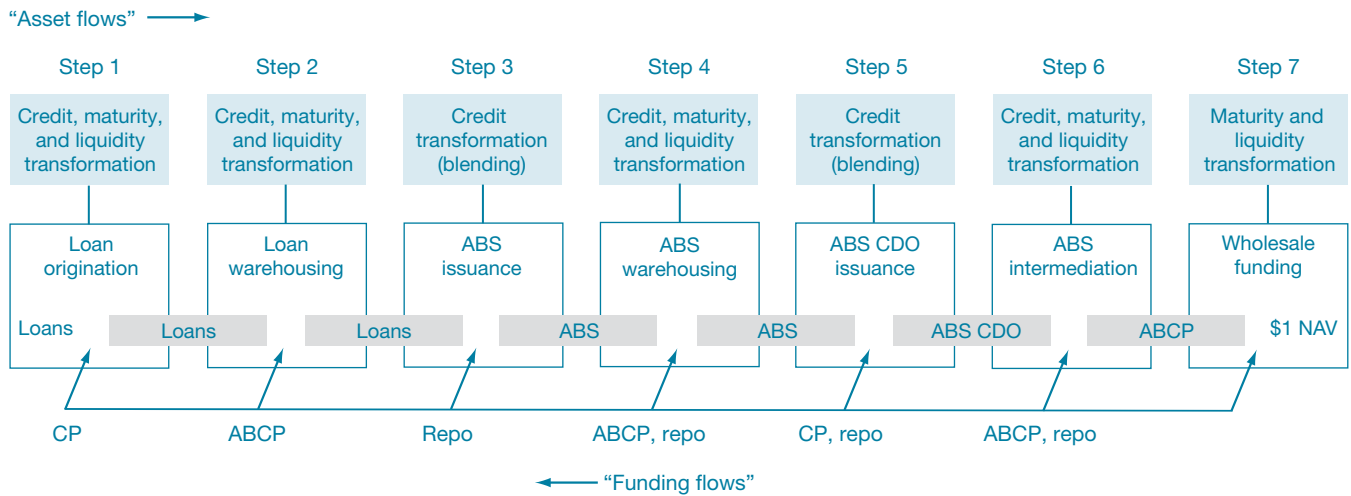 “Asset flows”
Step 1
Step 2
Step 3
Step 4
Step 5
Step 6
Step 7
Credit, maturity,
and liquidity
transformation
Credit, maturity,
and liquidity
transformation
Credit
transformation
(blending)
Credit, maturity,
and liquidity
transformation
Credit
transformation
(blending)
Credit, maturity,
and liquidity
transformation
Maturity and
liquidity
transformation
Loan
origination
Loan
warehousing
ABS
issuance
ABS
warehousing
ABS CDO
issuance
ABS
intermediation
Wholesale
funding
Loans
Loans
Loans
ABS
ABS
ABS CDO
ABCP
$1 NAV
CP
ABCP
Repo
ABCP, repo
CP, repo
ABCP, repo
“Funding flows”